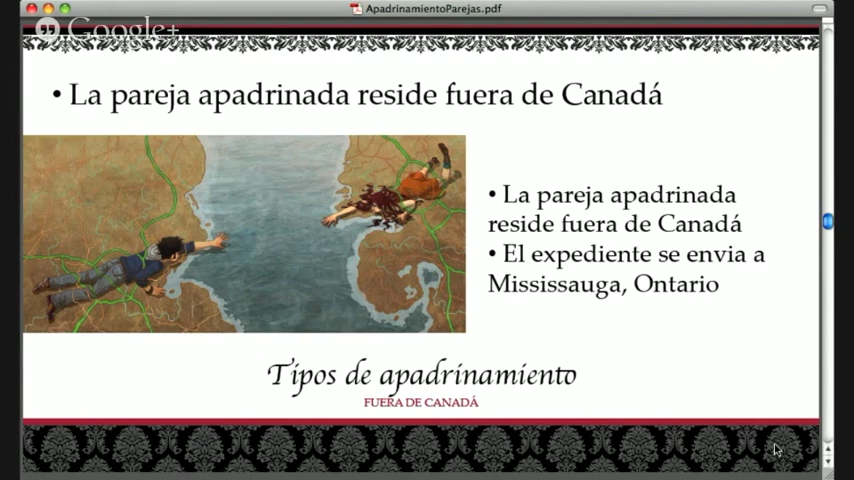 ApadrinamientoParejas.pdf
Google+
• La pareja apadrinada reside fuera de Canadá
• La pareja apadrinada
reside fuera de Canadá
• El expediente se envia a
Mississauga, Ontario
Tipos de apadrinamiento
FUERA DE CANADÁ